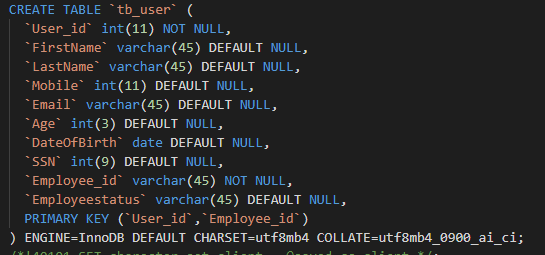 CREATE TABLE `tb_user` (
`User_id` int(11) NOT NULL,
`FirstName` varchar(45) DEFAULT NULL,
`LastName` varchar(45) DEFAULT NULL,
`Mobile` int(11) DEFAULT NULL,
`Email` varchar(45) DEFAULT NULL,
`Age` int(3) DEFAULT NULL,
`DateOfBirth` date DEFAULT NULL,
`SSN` int(9) DEFAULT NULL,
`Employee_id` varchar(45) NOT NULL,
`Employeestatus` varchar(45) DEFAULT NULL,
PRIMARY KEY (`User_id`,`Employee_id`)
) ENGINE=InnoDB DEFAULT CHARSET=utf8mb4 COLLATE=utf8mb4_0900_ai_ci;